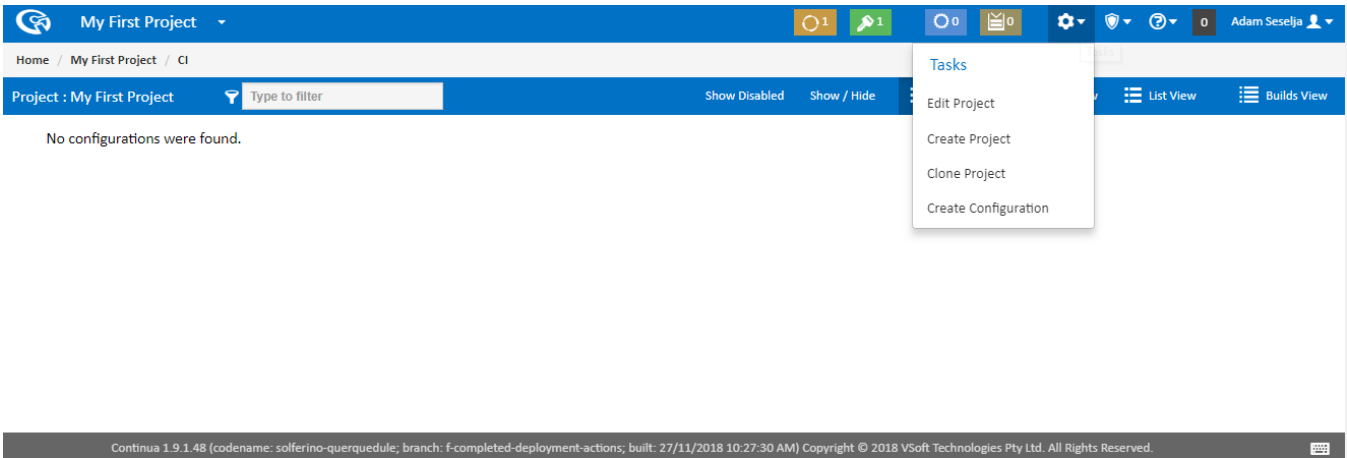 My First Project 1 1 0 0 0 Adam Seselja
Home / My First Project / CI
Tasks
Project : My First Project Type to filter Show Disabled Show / Hide List View Builds View
Edit Project
Create Project
Clone Project
Create Configuration
No configurations were found.
Continua 1.9.1.48 (codename: solferino-querquedule; branch: f-completed-deployment-actions; built: 27/11/2018 10:27:30 AM) Copyright © 2018 VSoft Technologies Pty Ltd. All Rights Reserved.